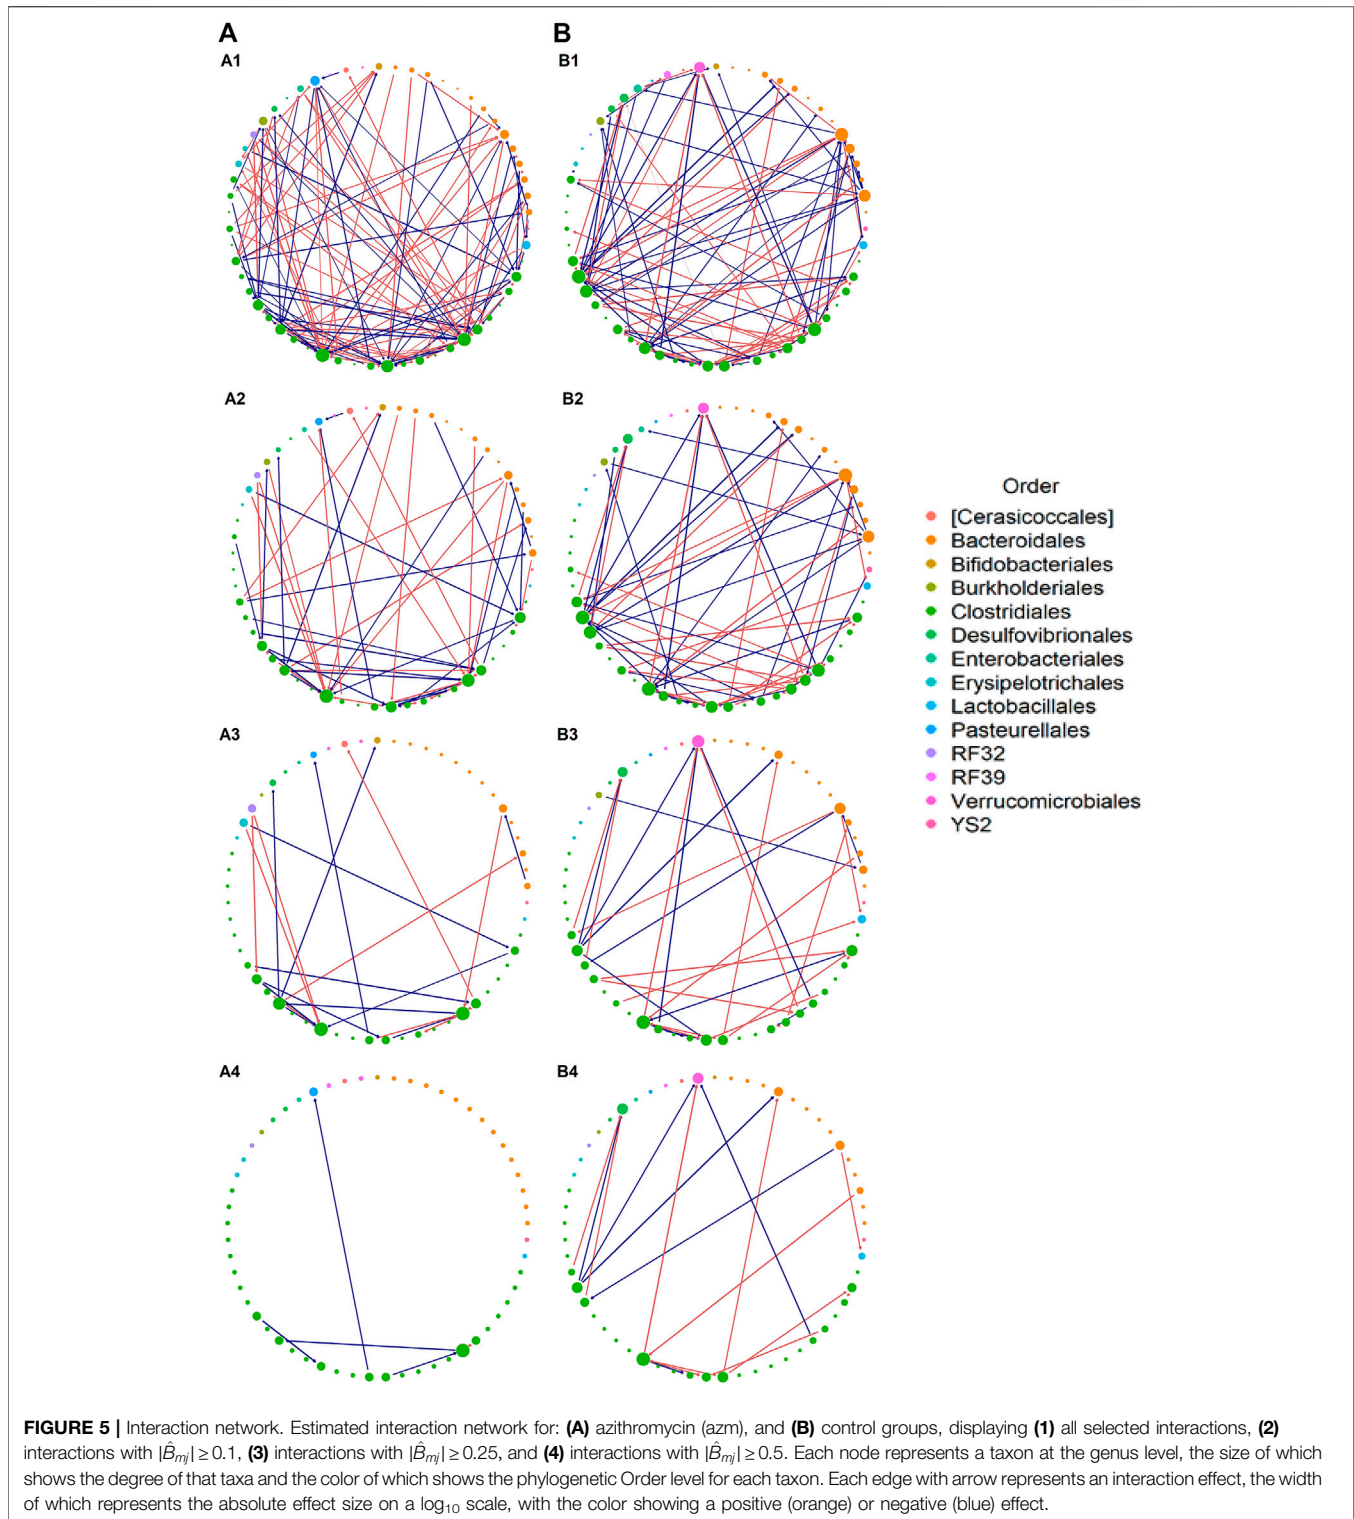 A
B
A1
B1
A2
B2
Order
[Cerasicoccales]
Bacteroidales
Bifidobacteriales
Burkholderiales
Clostridiales
Desulfovibrionales
Enterobacteriales
Erysipelotrichales
Lactobacillales
Pasteurellales
RF32
RF39
Verrucomicrobiales
YS2
A3
B3
A4
B4
FIGURE 5 | Interaction network. Estimated interaction network for: (A) azithromycin (azm), and (B) control groups, displaying (1) all selected interactions, (2)
interactions with |B̂mj| ≥ 0.1, (3) interactions with |B̂mj| ≥ 0.25, and (4) interactions with |B̂mj| ≥ 0.5. Each node represents a taxon at the genus level, the size of which
shows the degree of that taxa and the color of which shows the phylogenetic Order level for each taxon. Each edge with arrow represents an interaction effect, the width
of which represents the absolute effect size on a log10 scale, with the color showing a positive (orange) or negative (blue) effect.